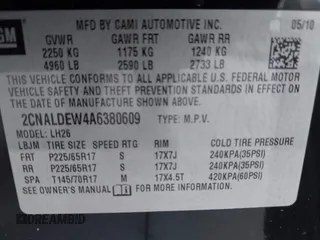 GM
MFD BY CAMI AUTOMOTIVE INC. 05/10
GVWR GAWR FRT GAWR RR
2250 KG 1175 KG 1240 KG
4960 LB 2590 LB 2733 LB
THIS VEHICLE CONFORMS TO ALL APPLICABLE U.S. FEDERAL MOTOR
VEHICLE SAFETY STANDARDS IN EFFECT ON THE DATE OF
MANUFACTURE SHOWN ABOVE.
2CNALDEW4A6380609 TYPE: M.P.V.
MODEL: LH26
LBJM TIRE SIZE SPEED RTG RIM COLD TIRE PRESSURE
FRT P225/65R17 S 17X7J 240KPA(35PSI)
RR P225/65R17 S 17X7J 240KPA(35PSI)
SPA T145/70R17 M 17X4.5T 420KPA(60PSI)
SEE OWNER'S MANUAL FOR MORE INFORMATION.
DREAMBID